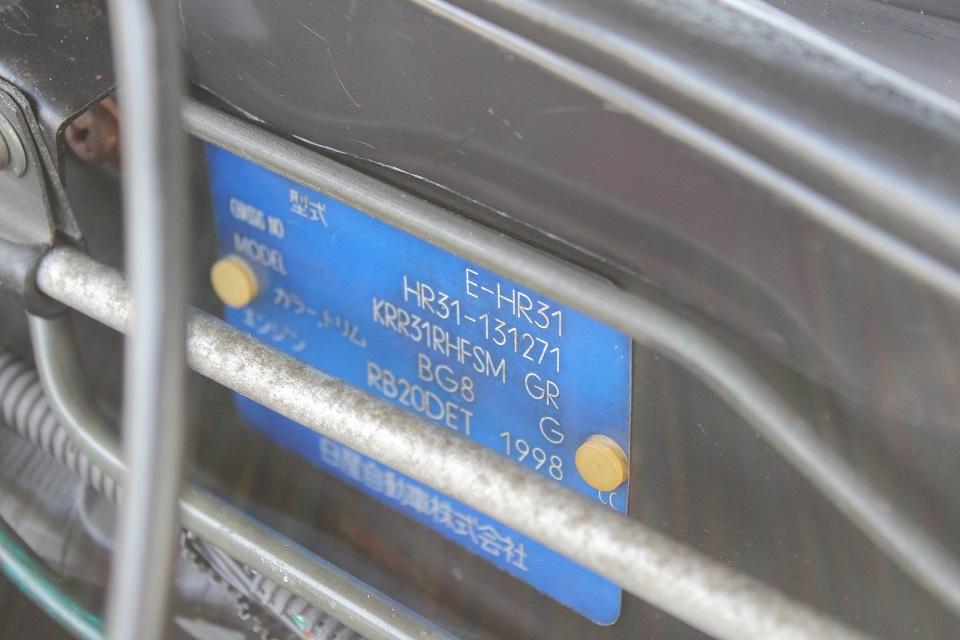 型式 E-HR31
CHASSIS NO HR31-131271
MODEL KRR31RHFSM GR
カラー,トリム BG8 G
エンジン RB20DET 1998 CC
日産自動車株式会社